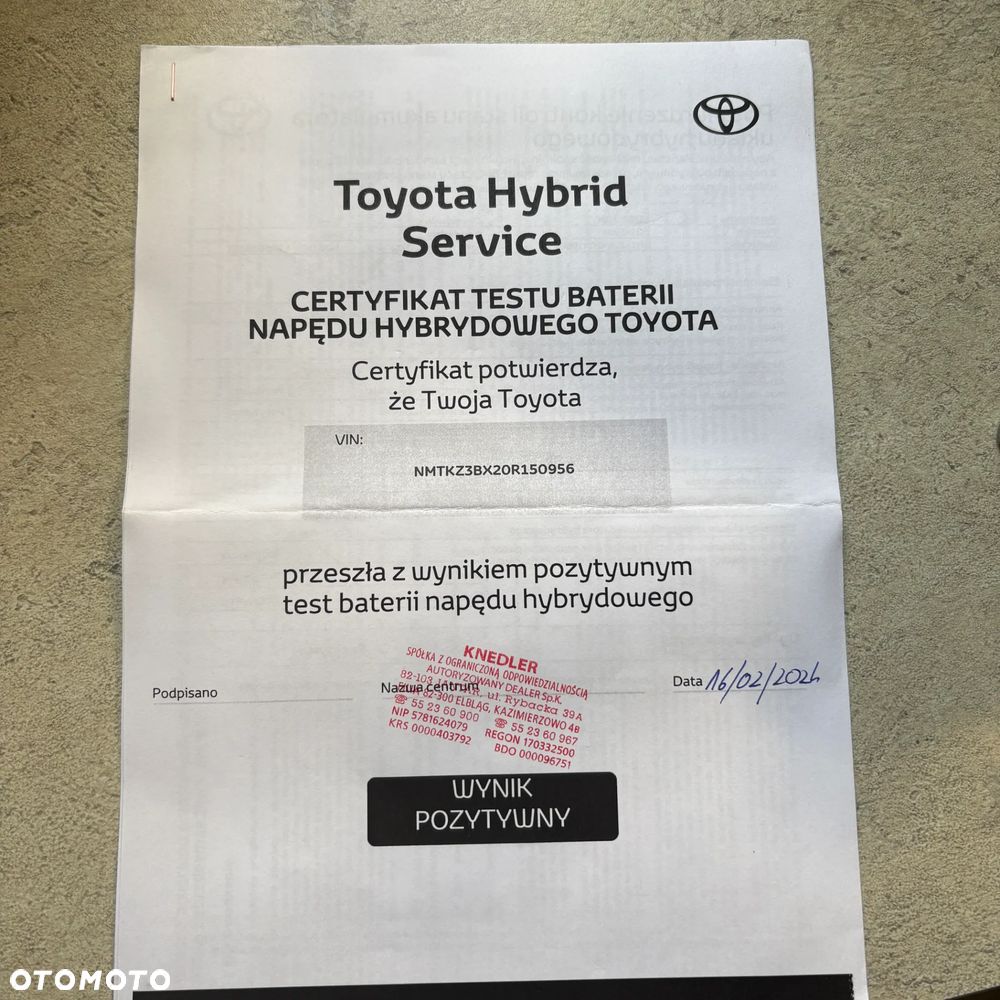 Toyota Hybrid
Service
CERTYFIKAT TESTU BATERII
NAPĘDU HYBRYDOWEGO TOYOTA
Certyfikat potwierdza,
że Twoja Toyota
VIN:
NMTKZ3BX20R150956
przeszła z wynikiem pozytywnym
test baterii napędu hybrydowego
Podpisano
Nazwa centrum
KNEDLER
SPÓŁKA Z OGRANICZONĄ ODPOWIEDZIALNOŚCIĄ
AUTORYZOWANY DEALER Sp.K.
82-103 ul. Rybacka 39A
82-300 ELBLĄG, KAZIMIERZOWO 4B
☎ 55 23 60 900 ☎ 55 23 60 967
NIP 5781624079 REGON 170332500
KRS 0000403792 BDO 000096751
Data 16/02/2024
WYNIK
POZYTYWNY
OTOMOTO